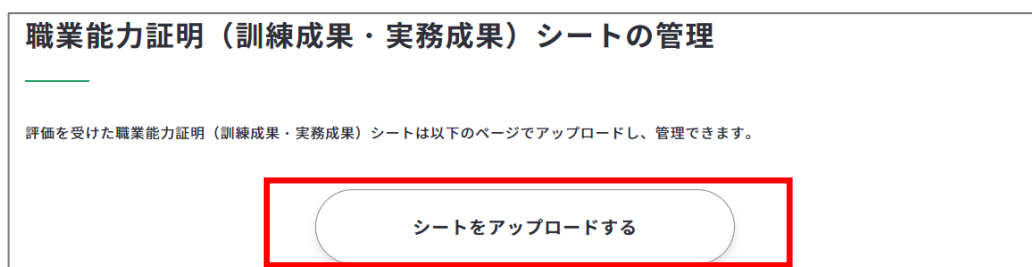 職業能力証明（訓練成果・実務成果）シートの管理
評価を受けた職業能力証明（訓練成果・実務成果）シートは以下のページでアップロードし、管理できます。
シートをアップロードする